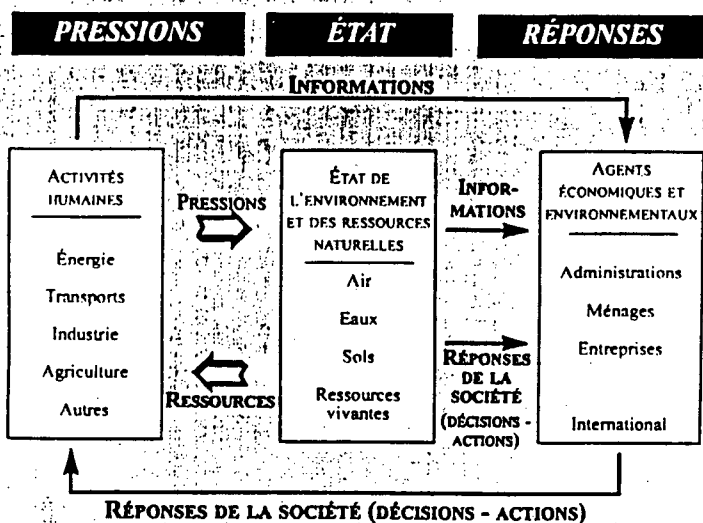 PRESSIONS
ÉTAT
RÉPONSES
INFORMATIONS
ACTIVITÉS
HUMAINES
Énergie
Transports
Industrie
Agriculture
Autres
PRESSIONS
RESSOURCES
ÉTAT DE
L'ENVIRONNEMENT
ET DES RESSOURCES
NATURELLES
Air
Eaux
Sols
Ressources
vivantes
INFOR-
MATIONS
RÉPONSES
DE LA
SOCIÉTÉ
(DÉCISIONS -
ACTIONS)
AGENTS
ÉCONOMIQUES ET
ENVIRONNEMENTAUX
Administrations
Ménages
Entreprises
International
RÉPONSES DE LA SOCIÉTÉ (DÉCISIONS - ACTIONS)